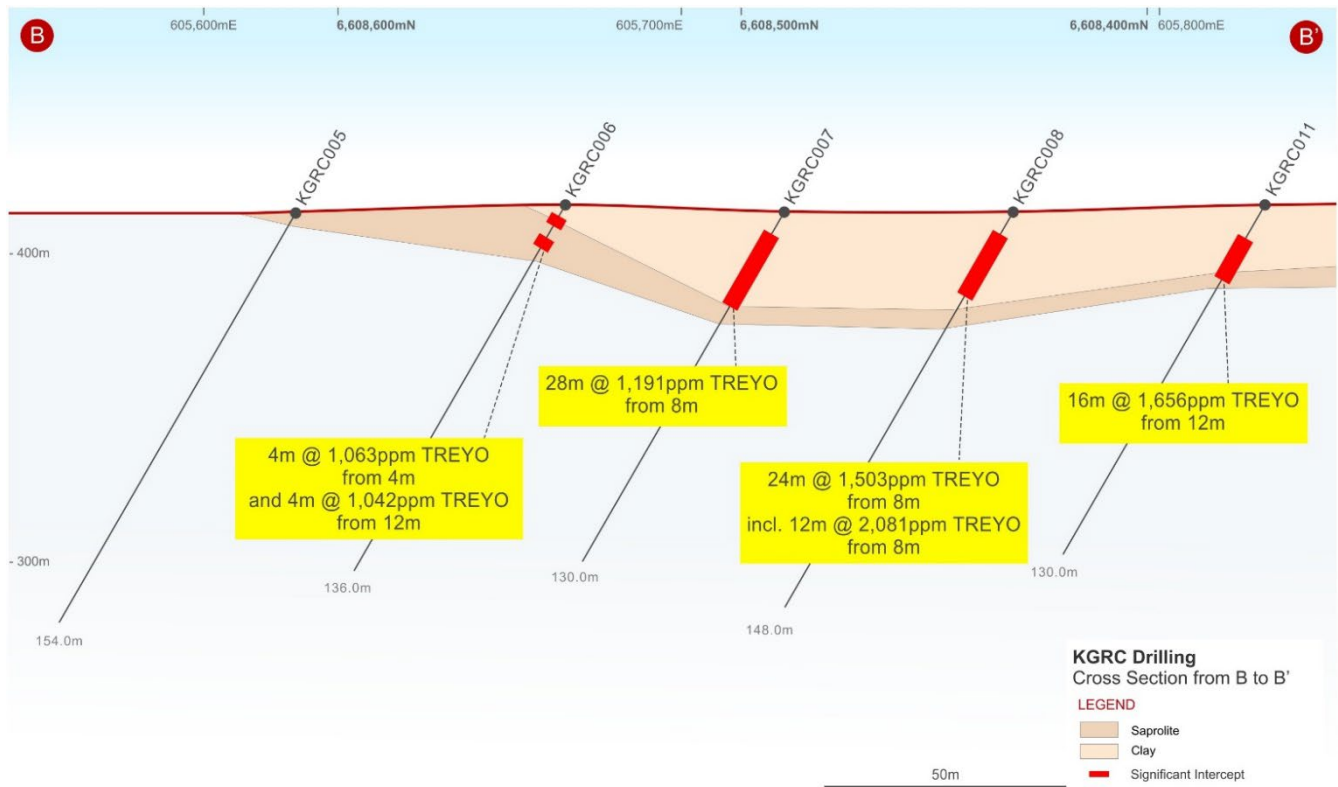 B
605,600mE
6,608,600mN
605,700mE
6,608,500mN
6,608,400mN
605,800mE
B'
KGRC005
KGRC006
KGRC007
KGRC008
KGRC011
400m
300m
28m @ 1,191ppm TREYO
from 8m
16m @ 1,656ppm TREYO
from 12m
4m @ 1,063ppm TREYO
from 4m
and 4m @ 1,042ppm TREYO
from 12m
24m @ 1,503ppm TREYO
from 8m
incl. 12m @ 2,081ppm TREYO
from 8m
154.0m
136.0m
130.0m
148.0m
130.0m
KGRC Drilling
Cross Section from B to B'
LEGEND
Saprolite
Clay
Significant Intercept
50m